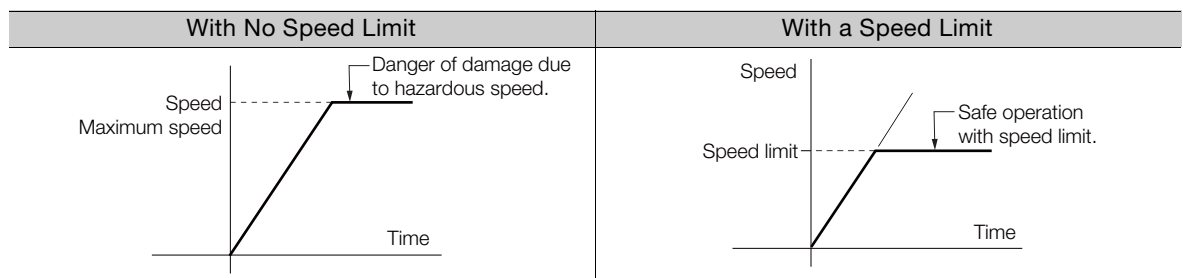 With No Speed Limit
With a Speed Limit
Danger of damage due
to hazardous speed.
Speed
Maximum speed
Time
Speed
Safe operation
with speed limit.
Speed limit
Time